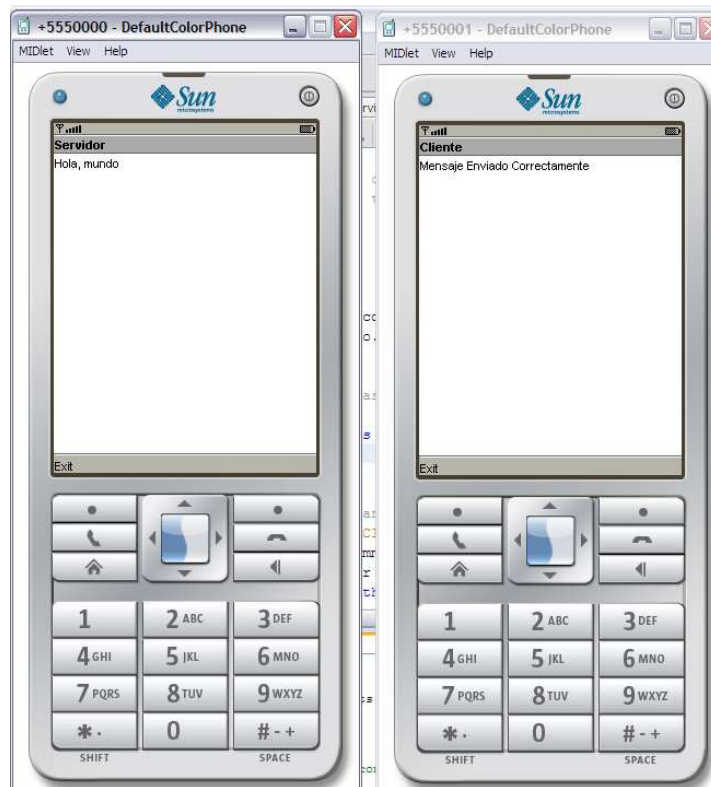 +5550000 - DefaultColorPhone
MIDlet View Help
Sun
microsystems
Servidor
Hola, mundo
Exit
1
2 ABC
3 DEF
4 GHI
5 JKL
6 MNO
7 PQRS
8 TUV
9 WXYZ
* .
0
# - +
SHIFT
SPACE
+5550001 - DefaultColorPhone
MIDlet View Help
Sun
microsystems
Cliente
Mensaje Enviado Correctamente
Exit
1
2 ABC
3 DEF
4 GHI
5 JKL
6 MNO
7 PQRS
8 TUV
9 WXYZ
* .
0
# - +
SHIFT
SPACE